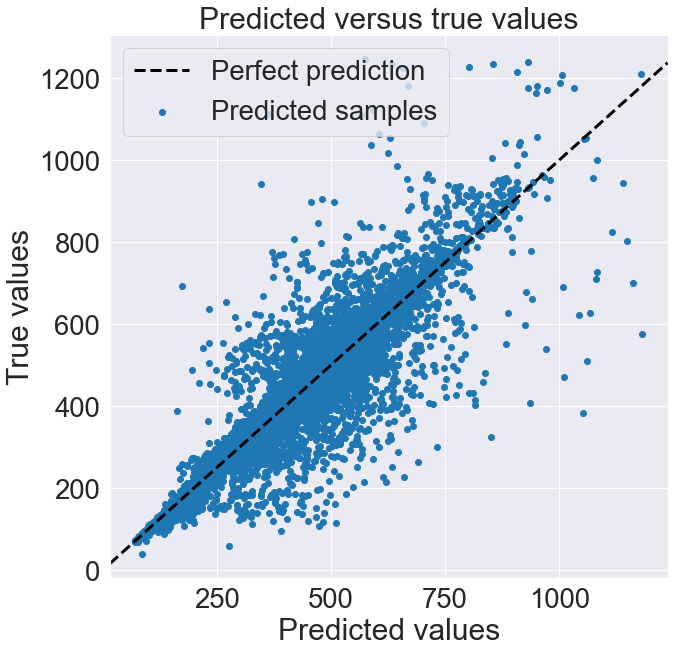 Predicted versus true values
Perfect prediction
Predicted samples
1200
1000
800
600
400
200
0
True values
250 500 750 1000
Predicted values